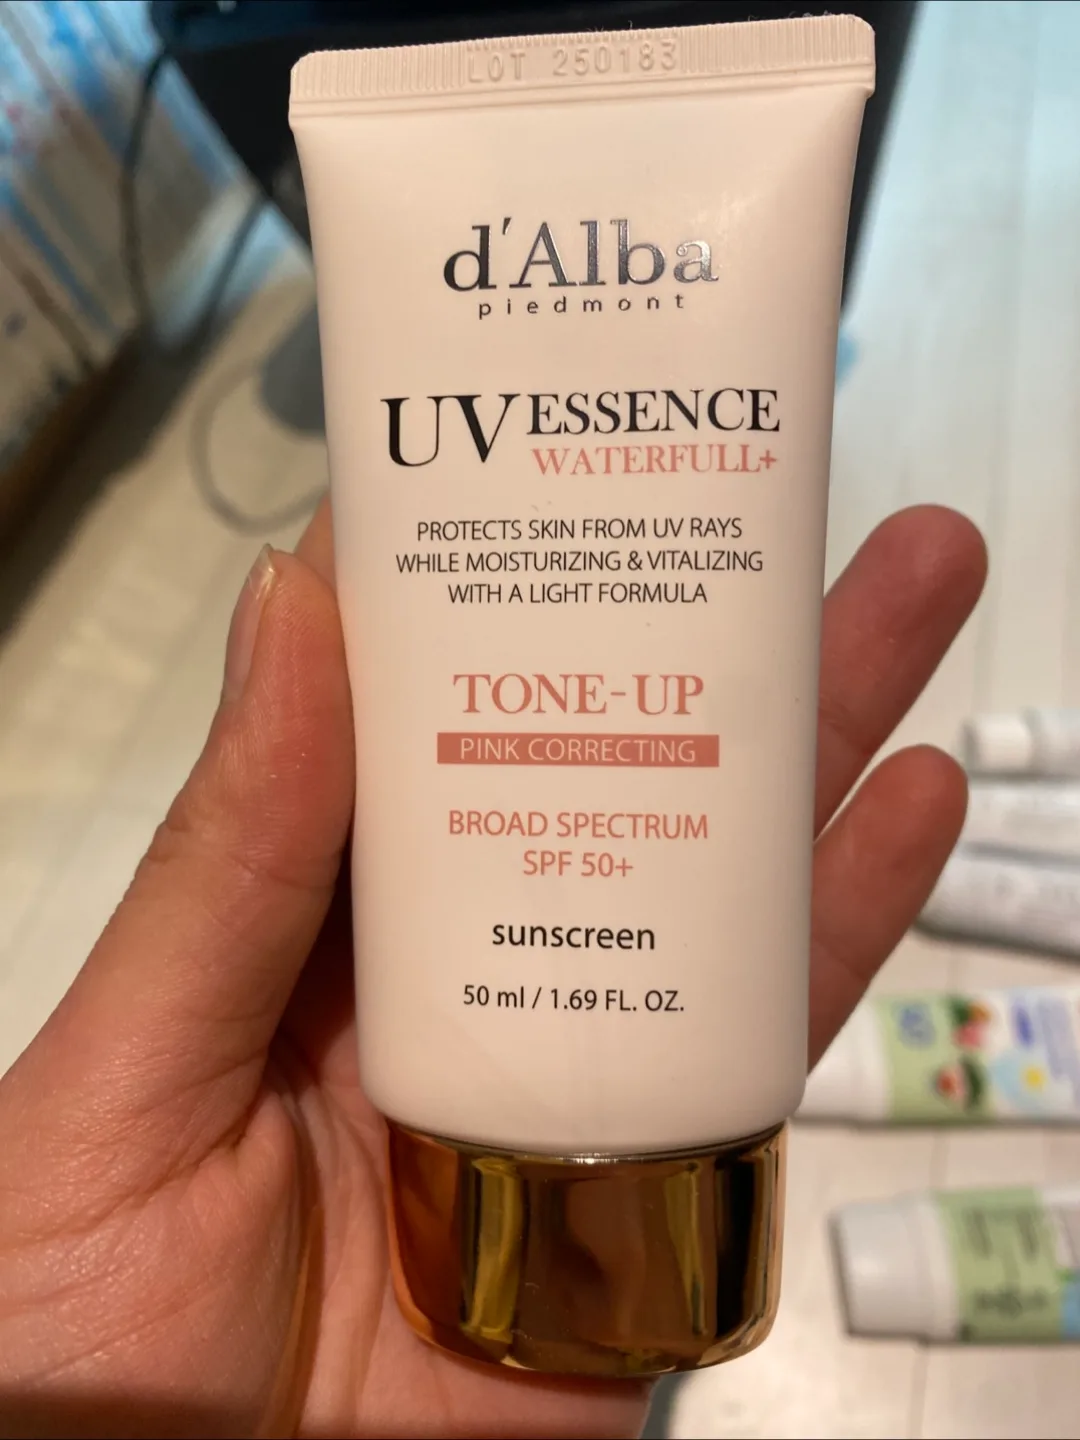 LOT 250183
d'Alba
piedmont
UV ESSENCE
WATERFULL+
PROTECTS SKIN FROM UV RAYS
WHILE MOISTURIZING & VITALIZING
WITH A LIGHT FORMULA
TONE-UP
PINK CORRECTING
BROAD SPECTRUM
SPF 50+
sunscreen
50 ml / 1.69 FL. OZ.